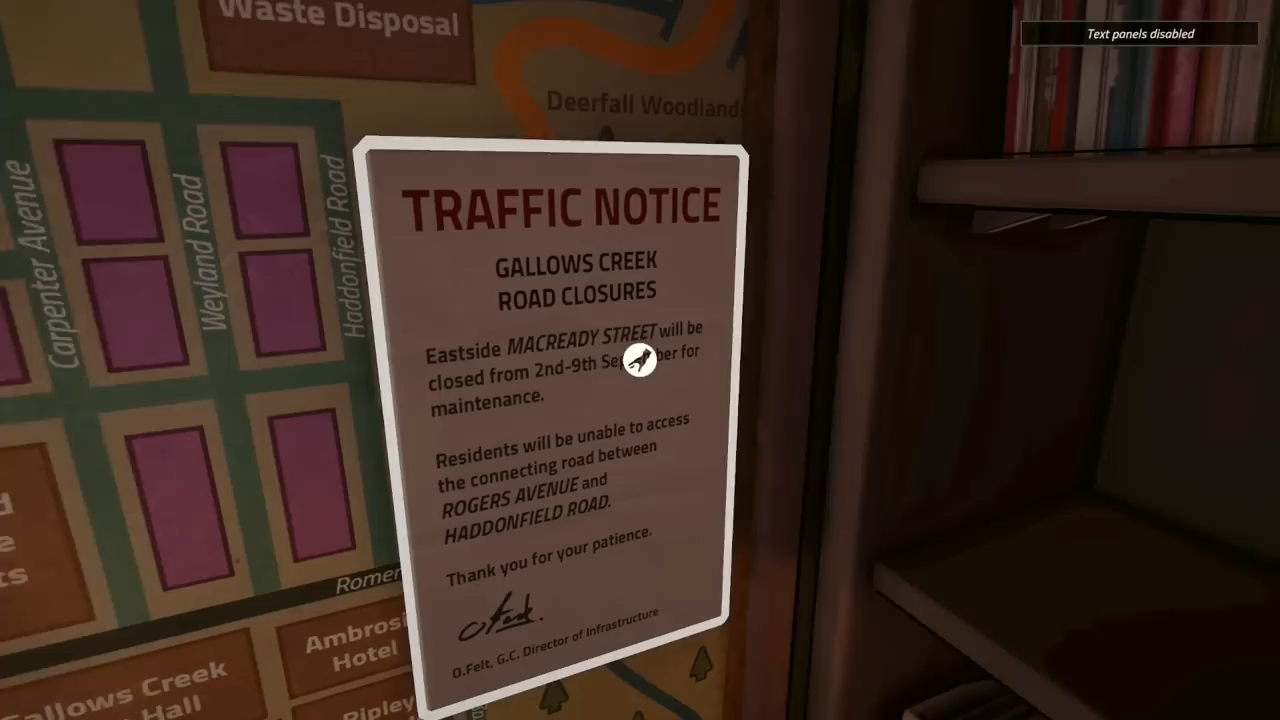 Waste Disposal
Text panels disabled
Deerfall Woodlands
Carpenter Avenue
Weyland Road
Haddonfield Road
TRAFFIC NOTICE
GALLOWS CREEK
ROAD CLOSURES
Eastside MACREADY STREET will be
closed from 2nd-9th for
maintenance.
Residents will be unable to access
the connecting road between
ROGERS AVENUE and
HADDONFIELD ROAD.
Thank you for your patience.
O.Felt, G.C. Director of Infrastructure
Romer
Ambrosi
Hotel
Gallows Creek
Hall
Ripley